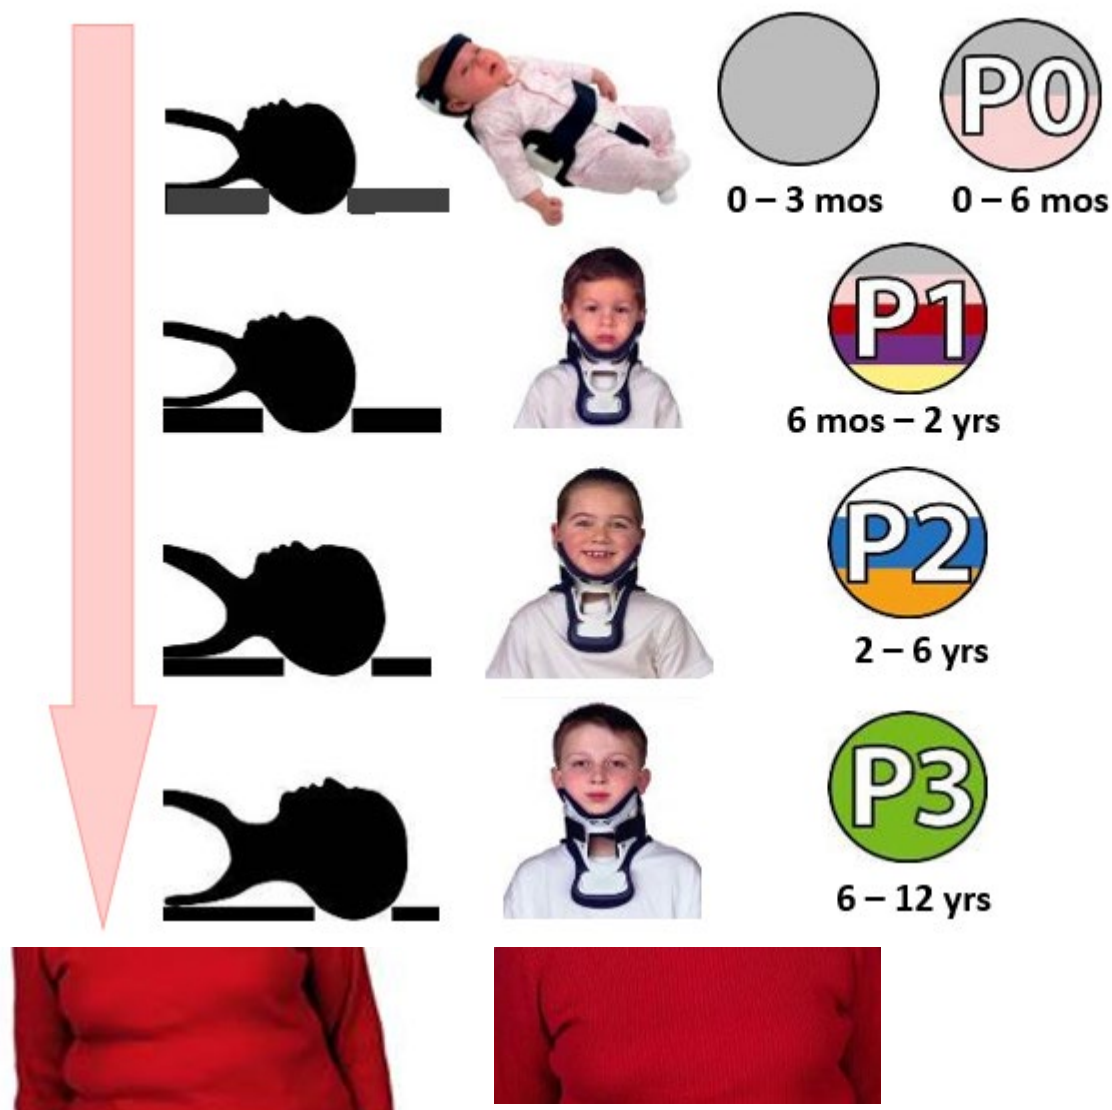 P0
0 – 3 mos 0 – 6 mos
P1
6 mos – 2 yrs
P2
2 – 6 yrs
P3
6 – 12 yrs